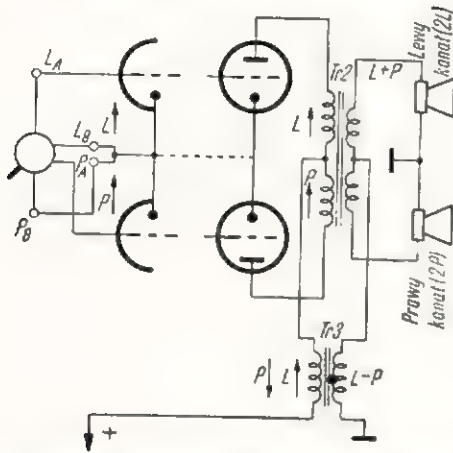 L_A
L_B
P_A
P_B
L
P
Tr2
L
P
L+P
Lewy
kanał (2L)
Prawy
kanał (2P)
Tr3
P
L
L-P
+